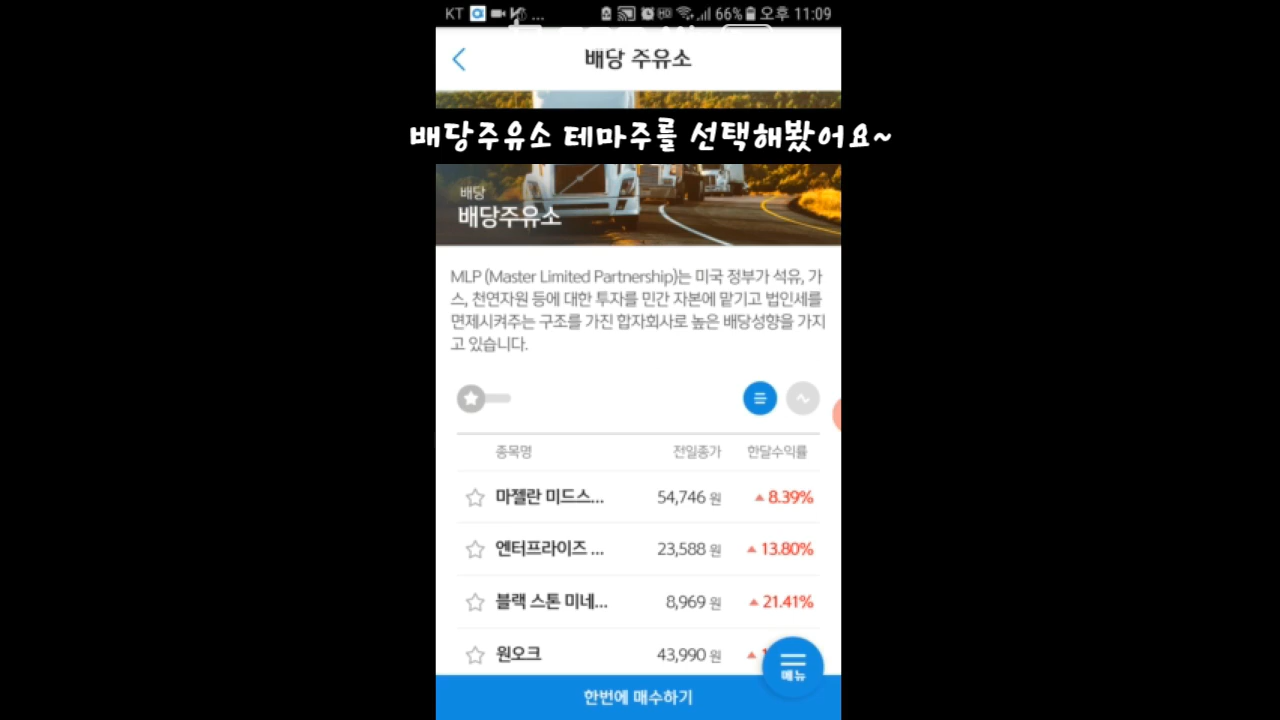 KT ... HD 66% 오후 11:09
배당 주유소
배당주유소 테마주를 선택해봤어요~
배당
배당주유소
MLP (Master Limited Partnership)는 미국 정부가 석유, 가
스, 천연자원 등에 대한 투자를 민간 자본에 맡기고 법인세를
면제시켜주는 구조를 가진 합자회사로 높은 배당성향을 가지
고 있습니다.
종목명 전일종가 한달수익률
마젤란 미드스... 54,746 원 ▲ 8.39%
엔터프라이즈 ... 23,588 원 ▲ 13.80%
블랙 스톤 미네... 8,969 원 ▲ 21.41%
원오크 43,990 원 ▲
메뉴
한번에 매수하기